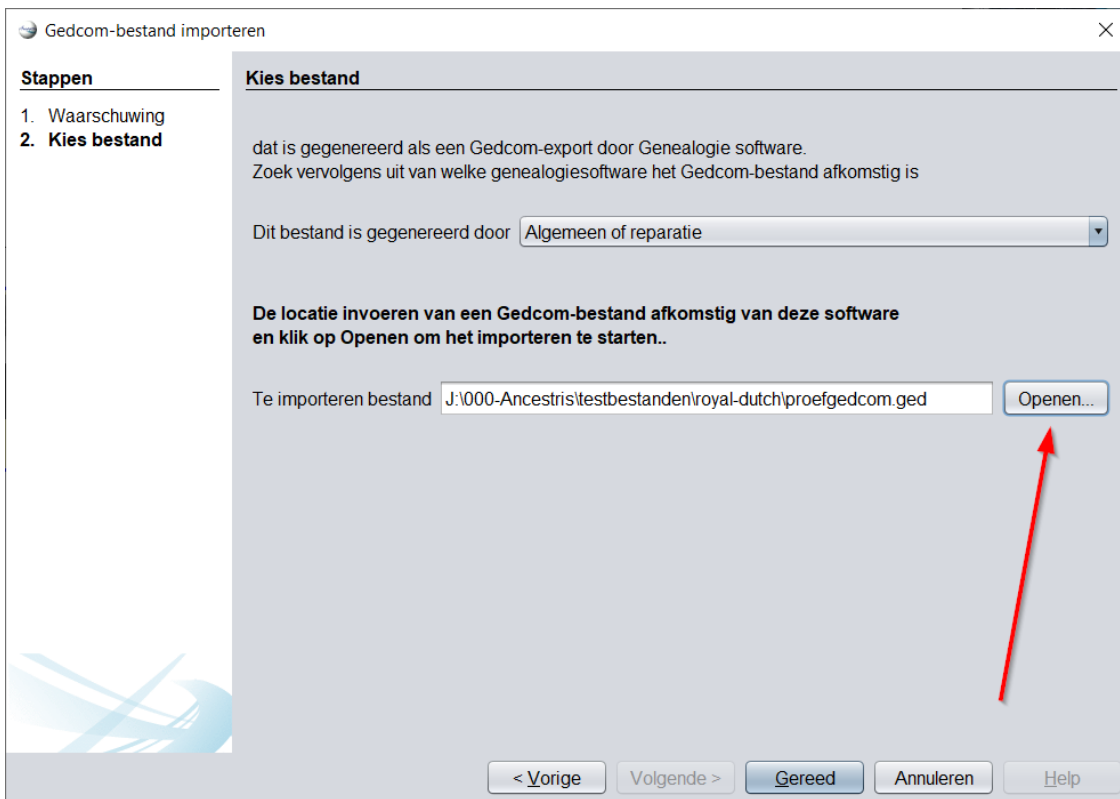 Gedcom-bestand importeren
Stappen
1. Waarschuwing
2. Kies bestand
Kies bestand
dat is gegenereerd als een Gedcom-export door Genealogie software.
Zoek vervolgens uit van welke genealogiesoftware het Gedcom-bestand afkomstig is
Dit bestand is gegenereerd door Algemeen of reparatie
De locatie invoeren van een Gedcom-bestand afkomstig van deze software
en klik op Openen om het importeren te starten..
Te importeren bestand J:\000-Ancestris\testbestanden\royal-dutch\proefgedcom.ged Openen...
< Vorige Volgende > Gereed Annuleren Help